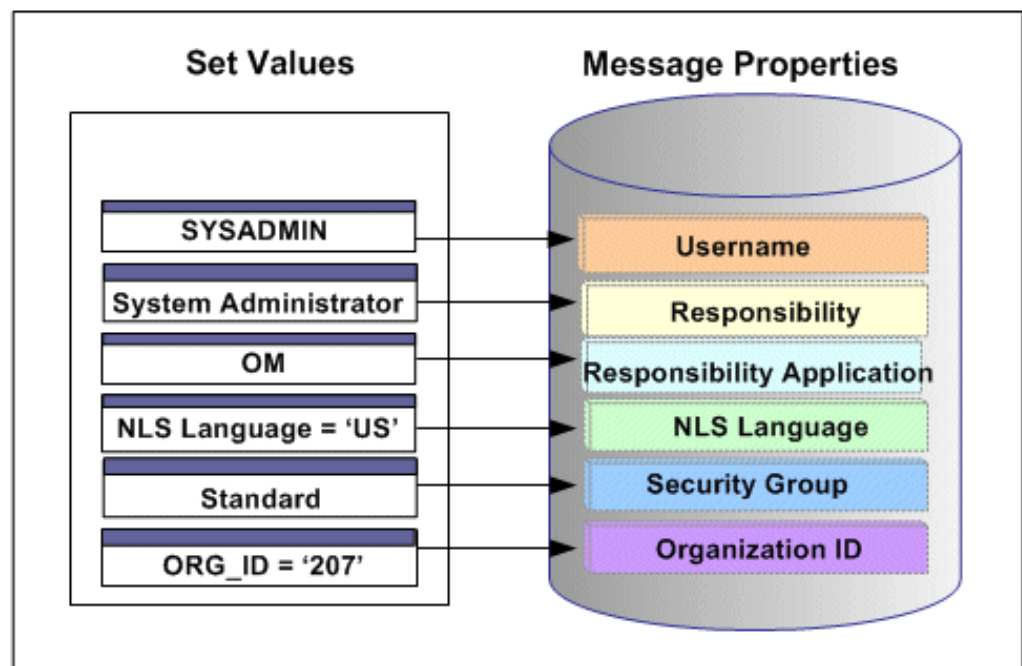 Set Values
Message Properties
SYSADMIN
Username
System Administrator
Responsibility
OM
Responsibility Application
NLS Language = ‘US’
NLS Language
Standard
Security Group
ORG_ID = ‘207’
Organization ID